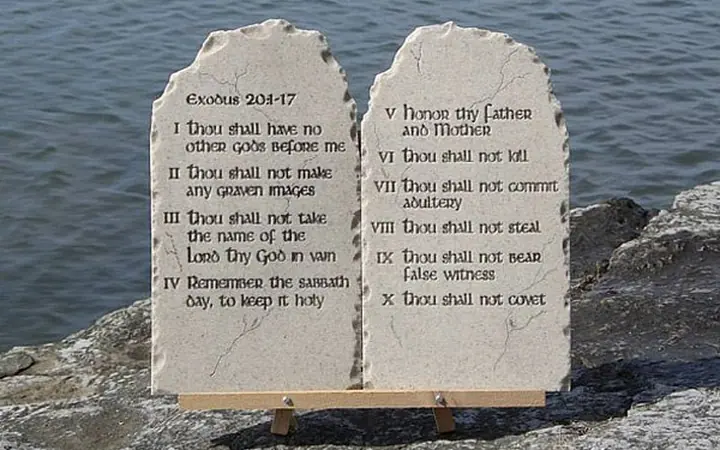 Exodus 20:1-17
I Thou shall have no
other gods before me
II Thou shall not make
any graven images
III Thou shall not take
the name of the
Lord thy God in vain
IV Remember the sabbath
day, to keep it holy
V Honor thy father
and Mother
VI Thou shall not kill
VII Thou shall not commit
adultery
VIII Thou shall not steal
IX Thou shall not bear
false witness
X Thou shall not covet